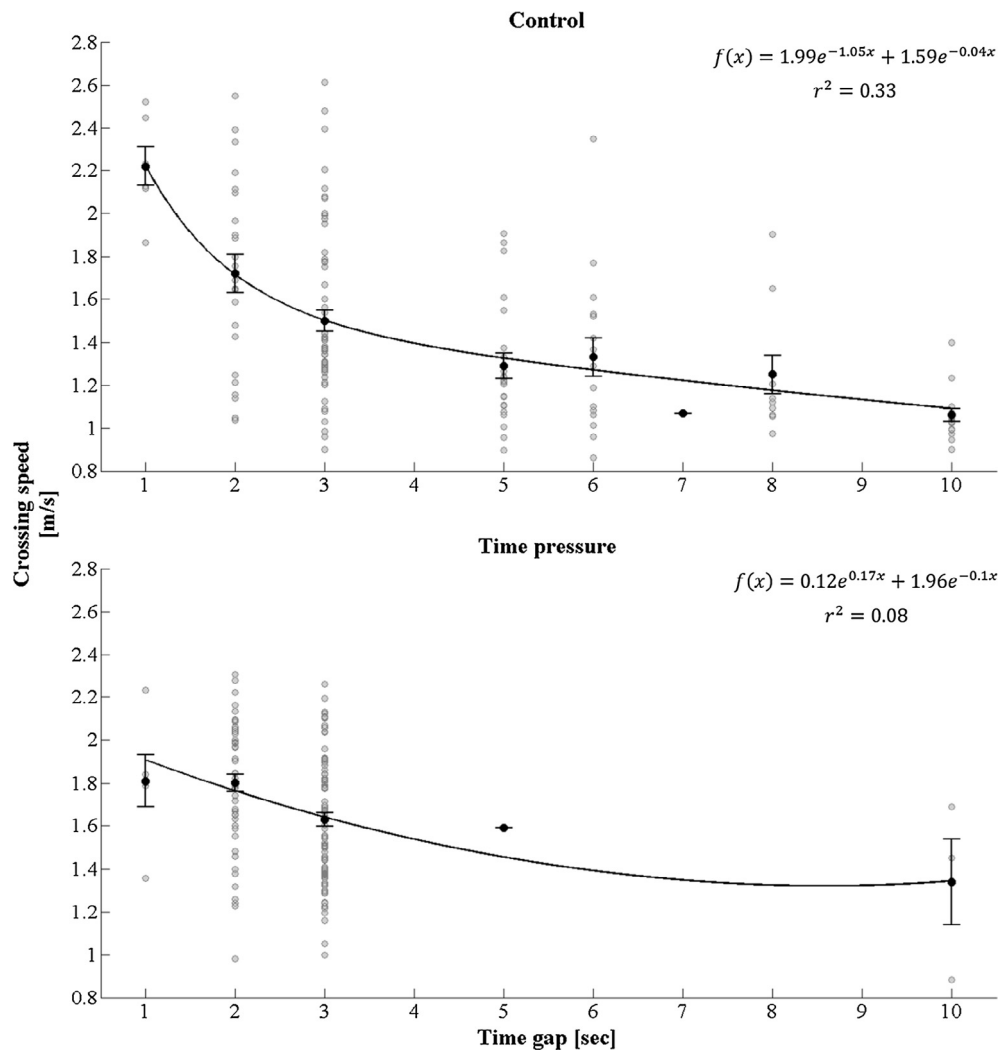 Control
f(x) = 1.99e^{-1.05x} + 1.59e^{-0.04x}
r² = 0.33
2.8
2.6
2.4
2.2
2
1.8
1.6
1.4
1.2
1
0.8
1 2 3 4 5 6 7 8 9 10
Crossing speed
[m/s]
Time pressure
f(x) = 0.12e^{0.17x} + 1.96e^{-0.1x}
r² = 0.08
2.8
2.6
2.4
2.2
2
1.8
1.6
1.4
1.2
1
0.8
1 2 3 4 5 6 7 8 9 10
Time gap [sec]